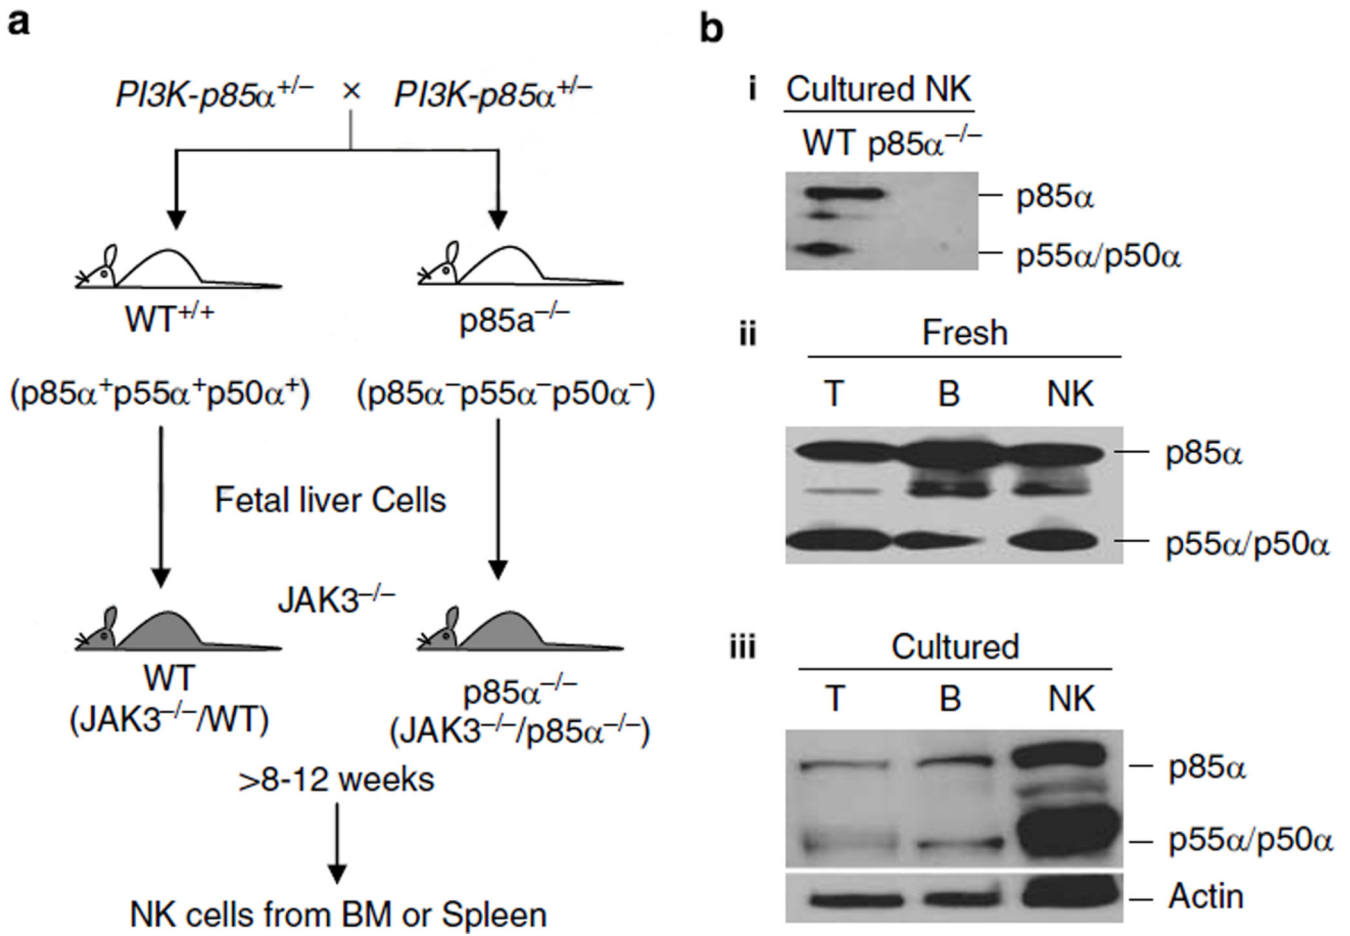 a
PI3K-p85α+/– × PI3K-p85α+/–
WT+/+ p85a–/–
(p85α+p55α+p50α+) (p85α–p55α–p50α–)
Fetal liver Cells
JAK3–/–
WT p85α–/–
(JAK3–/–/WT) (JAK3–/–/p85α–/–)
>8-12 weeks
NK cells from BM or Spleen
b
i Cultured NK
WT p85α–/–
p85α
p55α/p50α
ii Fresh
T B NK
p85α
p55α/p50α
iii Cultured
T B NK
p85α
p55α/p50α
Actin